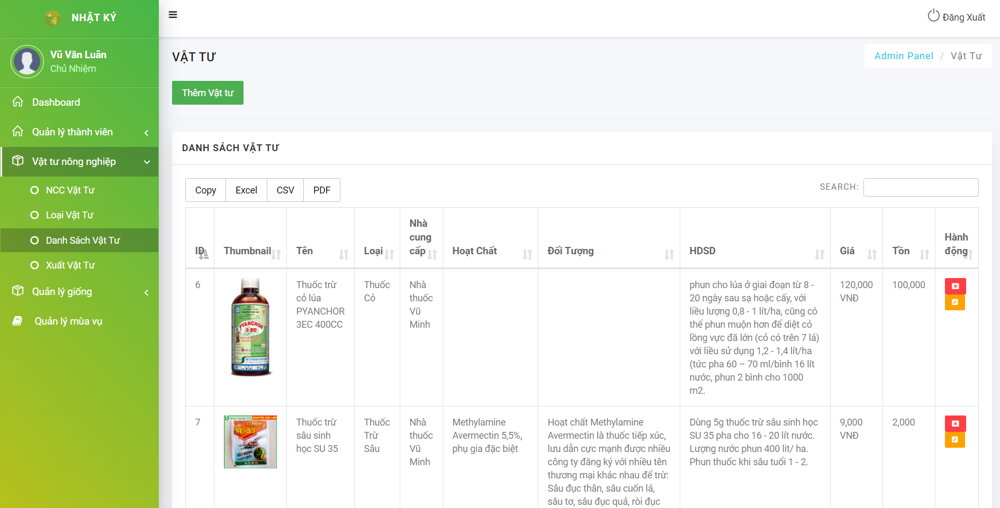 NHẬT KÝ
Đăng Xuất
Vũ Văn Luân
Chủ Nhiệm
VẬT TƯ
Admin Panel / Vật Tư
Thêm Vật tư
Dashboard
Quản lý thành viên
Vật tư nông nghiệp
NCC Vật Tư
Loại Vật Tư
Danh Sách Vật Tư
Xuất Vật Tư
Quản lý giống
Quản lý mùa vụ
DANH SÁCH VẬT TƯ
Copy Excel CSV PDF
SEARCH:
ID
Thumbnail
Tên
Loại
Nhà
cung
cấp
Hoạt Chất
Đối Tượng
HDSD
Giá
Tồn
Hành
động
6
PYANCHOR
3 EC
Thuốc trừ
cỏ lúa
PYANCHOR
3EC 400CC
Thuốc
Cỏ
Nhà
thuốc
Vũ
Minh
phun cho lúa ở giai đoạn từ 8 -
20 ngày sau sạ hoặc cấy, với
liều lượng 0,8 - 1 lít/ha, cũng có
thể phun muộn hơn để diệt cỏ
lồng vực đã lớn (cỏ có trên 7 lá)
với liều sử dụng 1,2 - 1,4 lít/ha
(tức pha 60 – 70 ml/bình 16 lít
nước, phun 2 bình cho 1000
m2.
120,000
VNĐ
100,000
7
Nông Nghiệp Phố
KHUYẾN MÃI LỚN
SU-35
Thuốc trừ
sâu sinh
học SU 35
Thuốc
Trừ
Sâu
Nhà
thuốc
Vũ
Minh
Methylamine
Avermectin 5,5%,
phụ gia đặc biệt
Hoạt chất Methylamine
Avermectin là thuốc tiếp xúc,
lưu dẫn cực mạnh được nhiều
công ty đăng ký với nhiều tên
thương mại khác nhau để trừ:
Sâu đục thân, sâu cuốn lá,
sâu tơ, sâu đục quả, ròi đục
Dùng 5g thuốc trừ sâu sinh học
SU 35 pha cho 16 - 20 lít nước.
Lượng nước phun 400 lit/ ha.
Phun thuốc khi sâu tuổi 1 - 2.
9,000
VNĐ
2,000